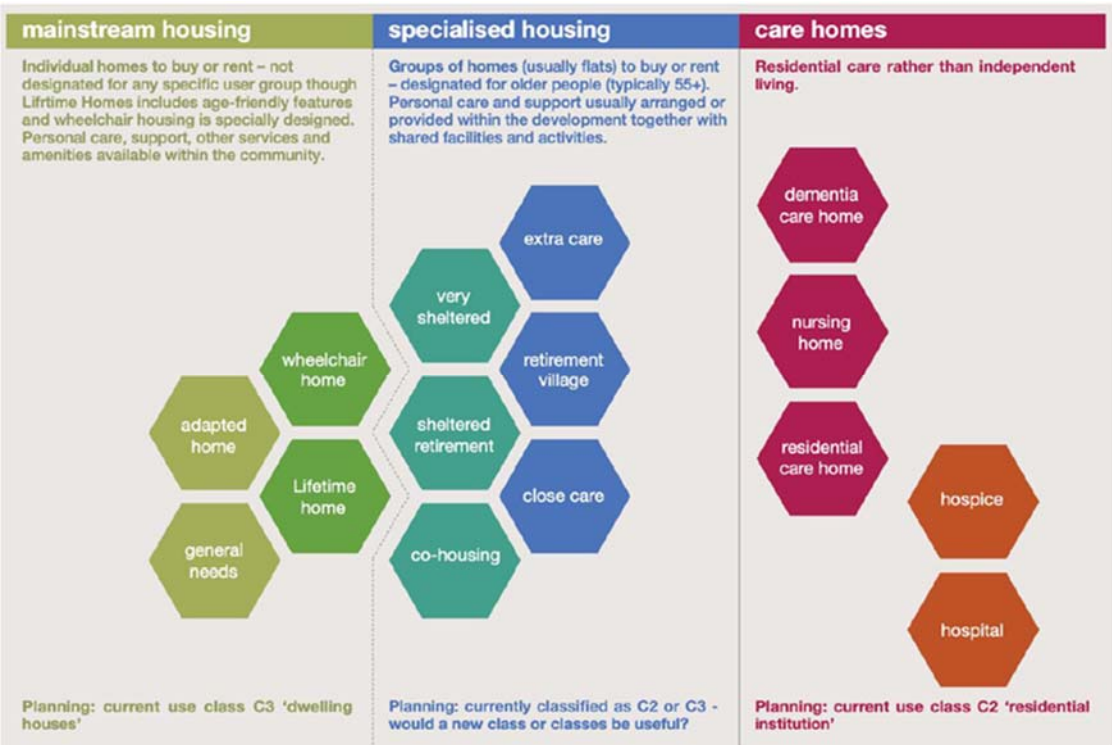 mainstream housing
Individual homes to buy or rent – not
designated for any specific user group though
Lifrtime Homes includes age-friendly features
and wheelchair housing is specially designed.
Personal care, support, other services and
amenities available within the community.
adapted
home
general
needs
wheelchair
home
Lifetime
home
Planning: current use class C3 ‘dwelling
houses’
specialised housing
Groups of homes (usually flats) to buy or rent
– designated for older people (typically 55+).
Personal care and support usually arranged or
provided within the development together with
shared facilities and activities.
very
sheltered
sheltered
retirement
co-housing
extra care
retirement
village
close care
Planning: currently classified as C2 or C3 -
would a new class or classes be useful?
care homes
Residential care rather than independent
living.
dementia
care home
nursing
home
residential
care home
hospice
hospital
Planning: current use class C2 ‘residential
institution’